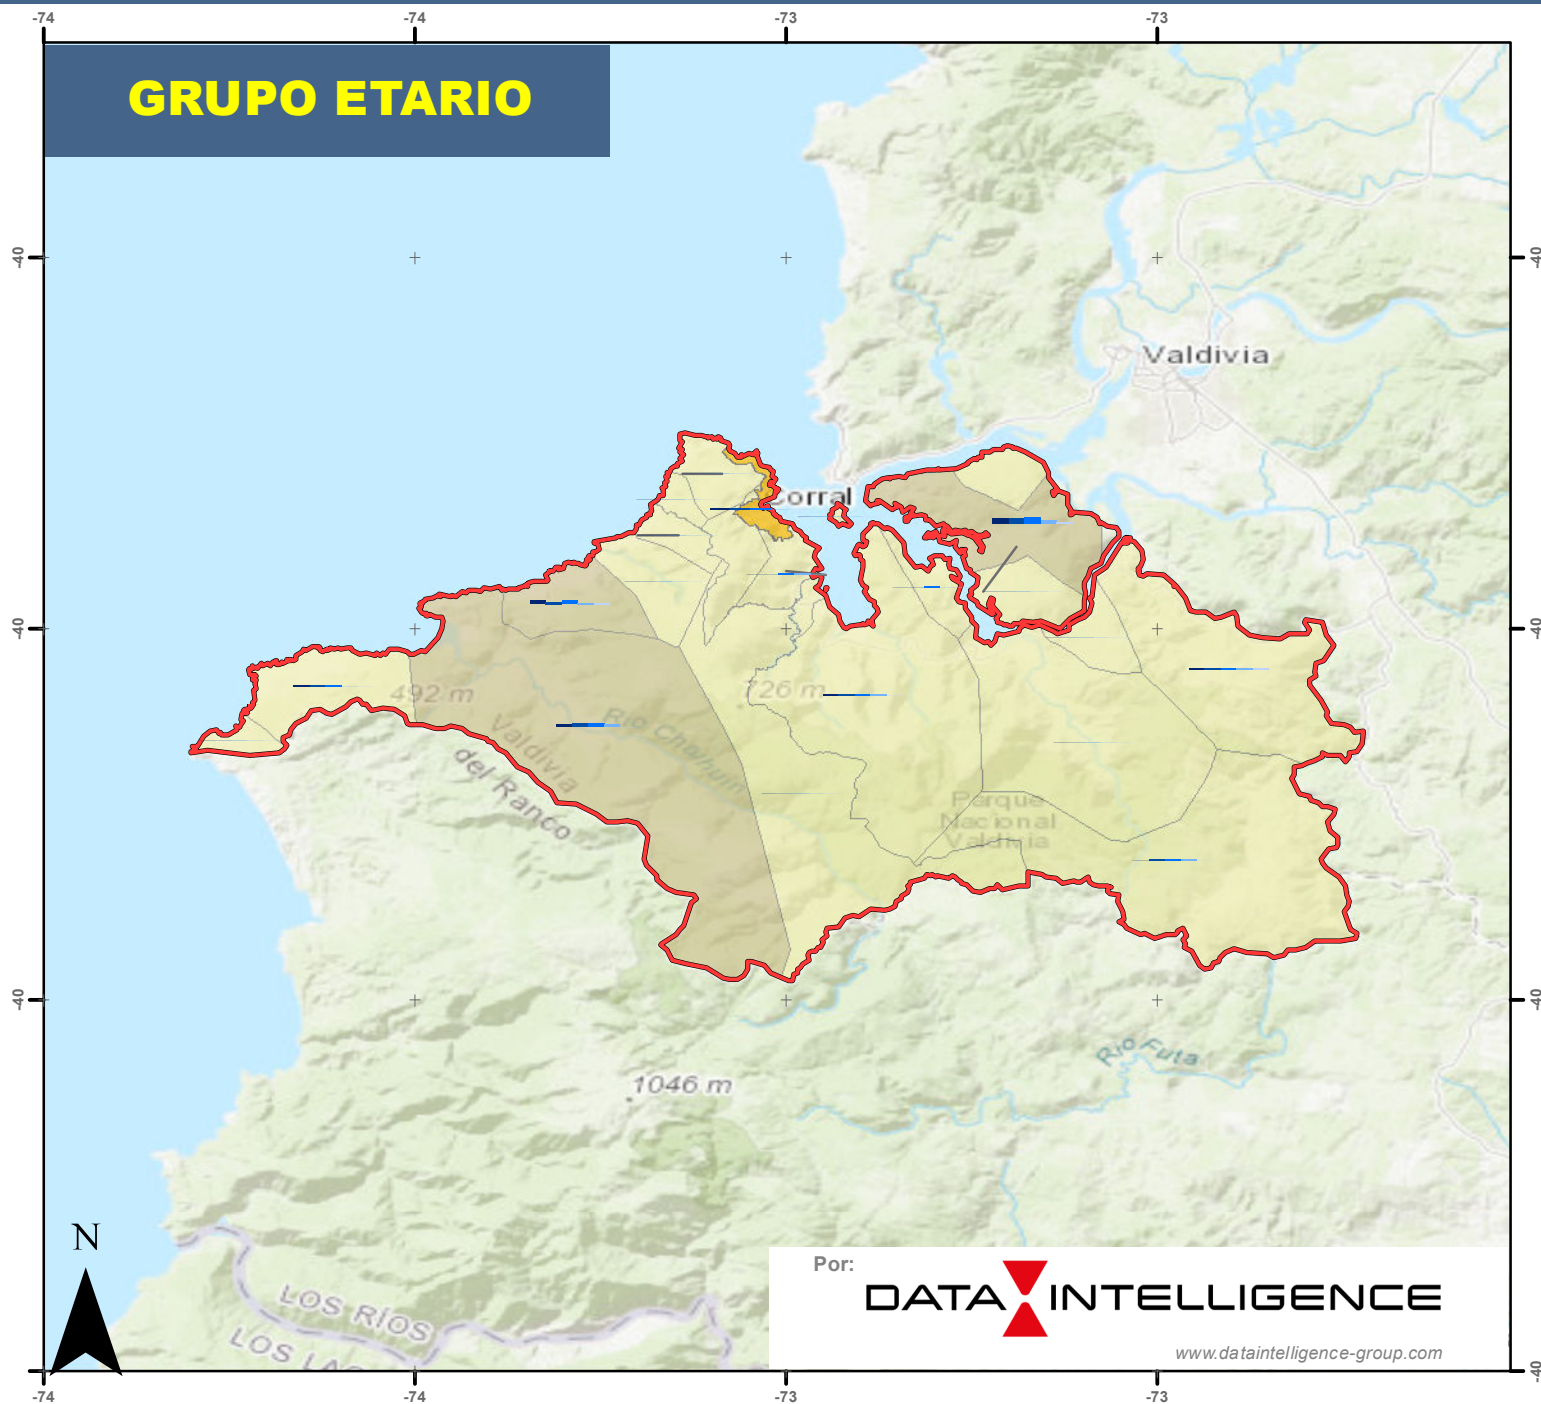 -74
-74
-73
-73
GRUPO ETARIO
-40
-40
Valdivia
Corral
-40
-40
492 m
726 m
Río Chaihuín
Valdivia
del Ranco
Parque
Nacional
Valdivia
-40
-40
Río Futa
1046 m
N
LOS RÍOS
LOS LAG
Por:
DATA INTELLIGENCE
www.dataintelligence-group.com
-40
-74
-74
-73
-73